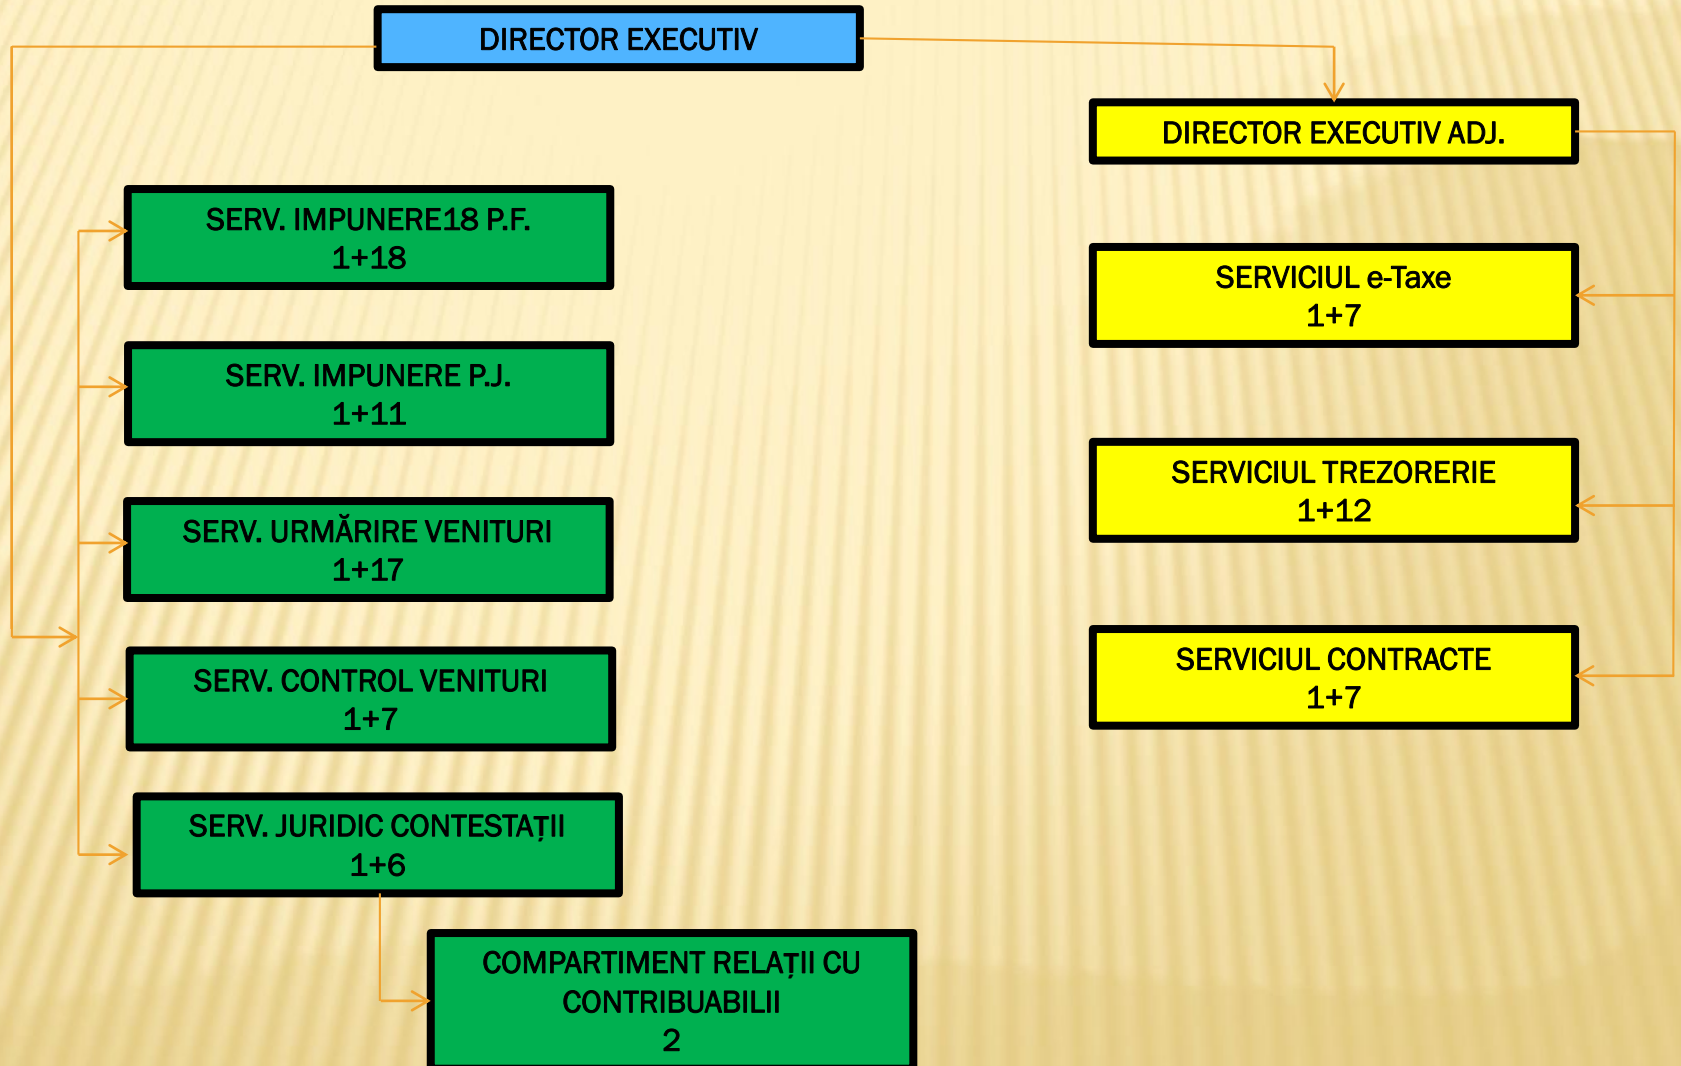 DIRECTOR EXECUTIV
DIRECTOR EXECUTIV ADJ.
SERV. IMPUNERE18 P.F.
1+18
SERV. IMPUNERE P.J.
1+11
SERV. URMĂRIRE VENITURI
1+17
SERV. CONTROL VENITURI
1+7
SERV. JURIDIC CONTESTAȚII
1+6
COMPARTIMENT RELAȚII CU
CONTRIBUABILII
2
SERVICIUL e-Taxe
1+7
SERVICIUL TREZORERIE
1+12
SERVICIUL CONTRACTE
1+7